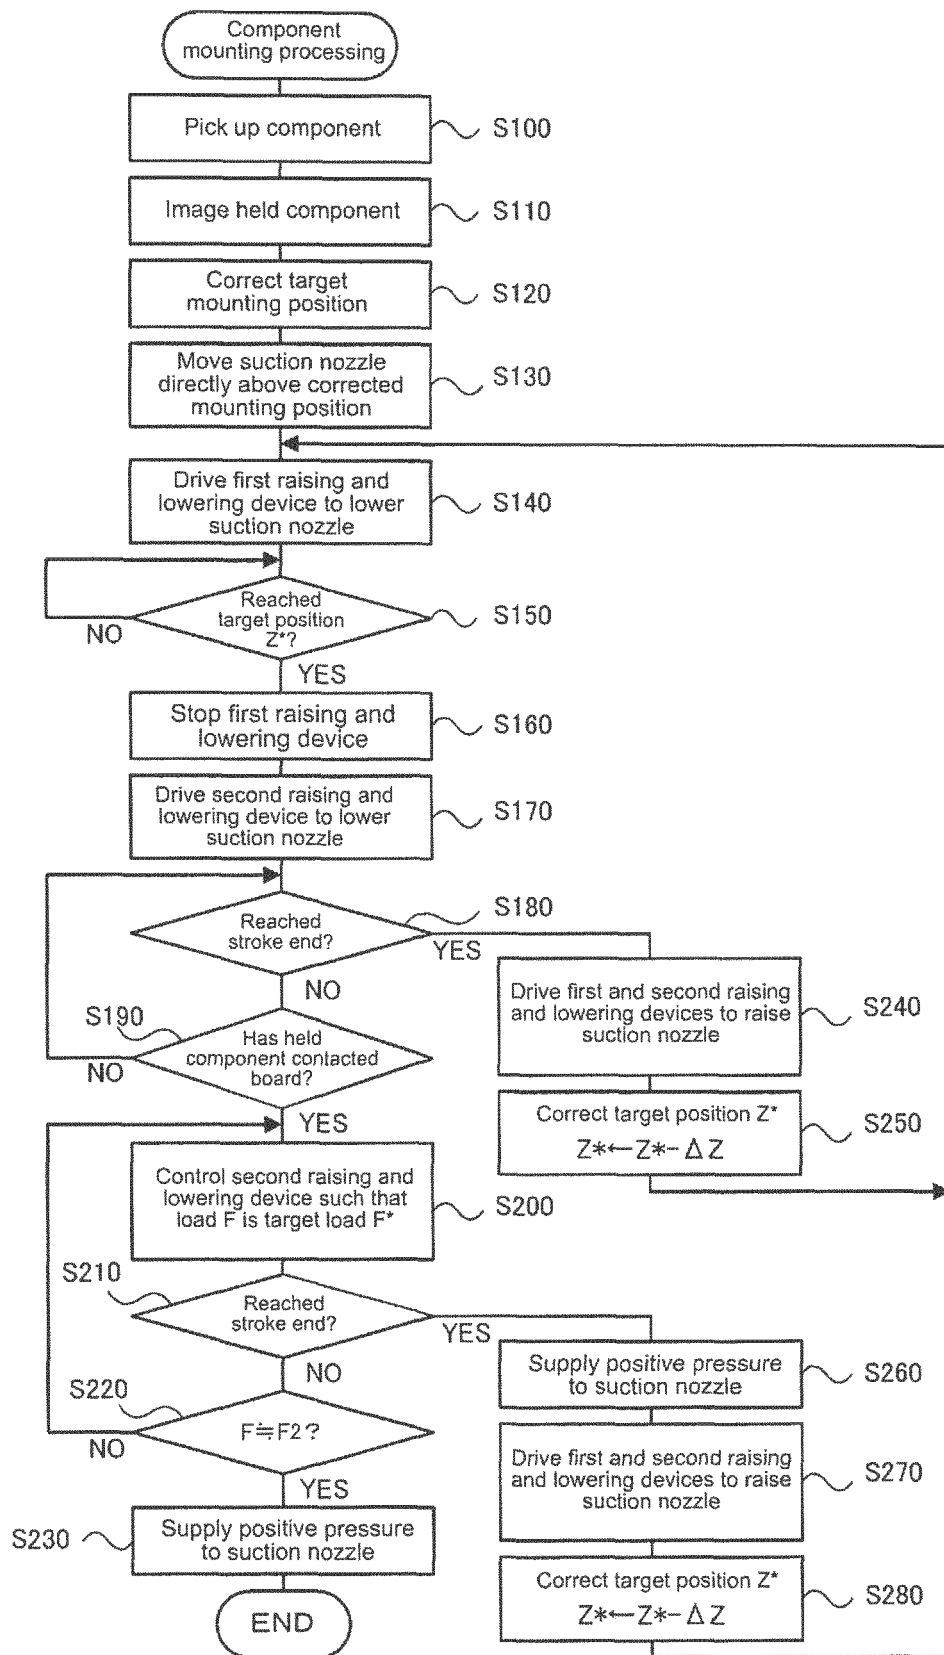 Component
mounting processing
Pick up component
S100
Image held component
S110
Correct target
mounting position
S120
Move suction nozzle
directly above corrected
mounting position
S130
Drive first raising and
lowering device to lower
suction nozzle
S140
Reached
target position
Z*?
S150
NO
YES
Stop first raising and
lowering device
S160
Drive second raising and
lowering device to lower
suction nozzle
S170
Reached
stroke end?
S180
YES
NO
S190
Has held
component contacted
board?
NO
YES
Drive first and second raising
and lowering devices to raise
suction nozzle
S240
Correct target position Z*
Z*←Z*-ΔZ
S250
Control second raising and
lowering device such that
load F is target load F*
S200
S210
Reached
stroke end?
YES
NO
S220
F≒F2?
NO
YES
S230
Supply positive pressure
to suction nozzle
END
Supply positive pressure
to suction nozzle
S260
Drive first and second raising
and lowering devices to raise
suction nozzle
S270
Correct target position Z*
Z*←Z*-ΔZ
S280